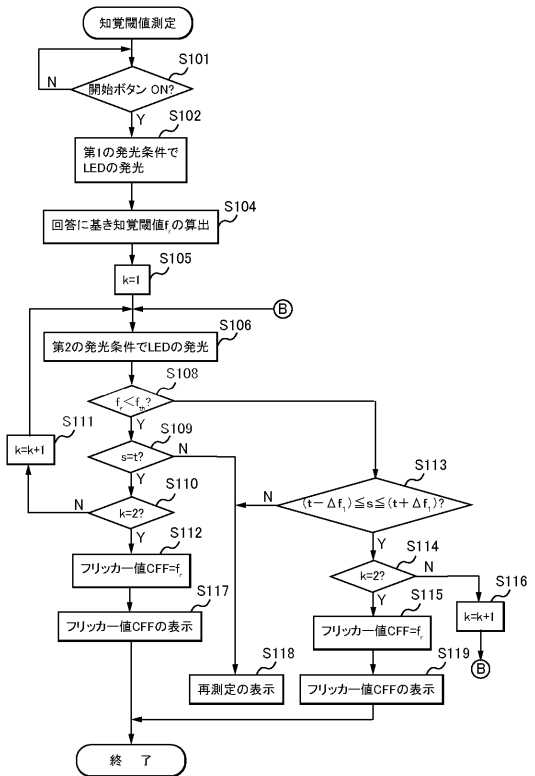 知覚閾値測定
S101
開始ボタン ON?
N
Y
S102
第1の発光条件で
LEDの発光
S104
回答に基き知覚閾値frの算出
S105
k=1
B
S106
第2の発光条件でLEDの発光
S108
fr<fth?
Y
S111
k=k+1
S109
s=t?
N
Y
S113
(t-Δf1)≦s≦(t+Δf1)?
N
Y
S110
k=2?
N
Y
S112
フリッカー値CFF=fr
S114
k=2?
N
Y
S116
k=k+1
B
S115
フリッカー値CFF=fr
S117
フリッカー値CFFの表示
S118
再測定の表示
S119
フリッカー値CFFの表示
終 了